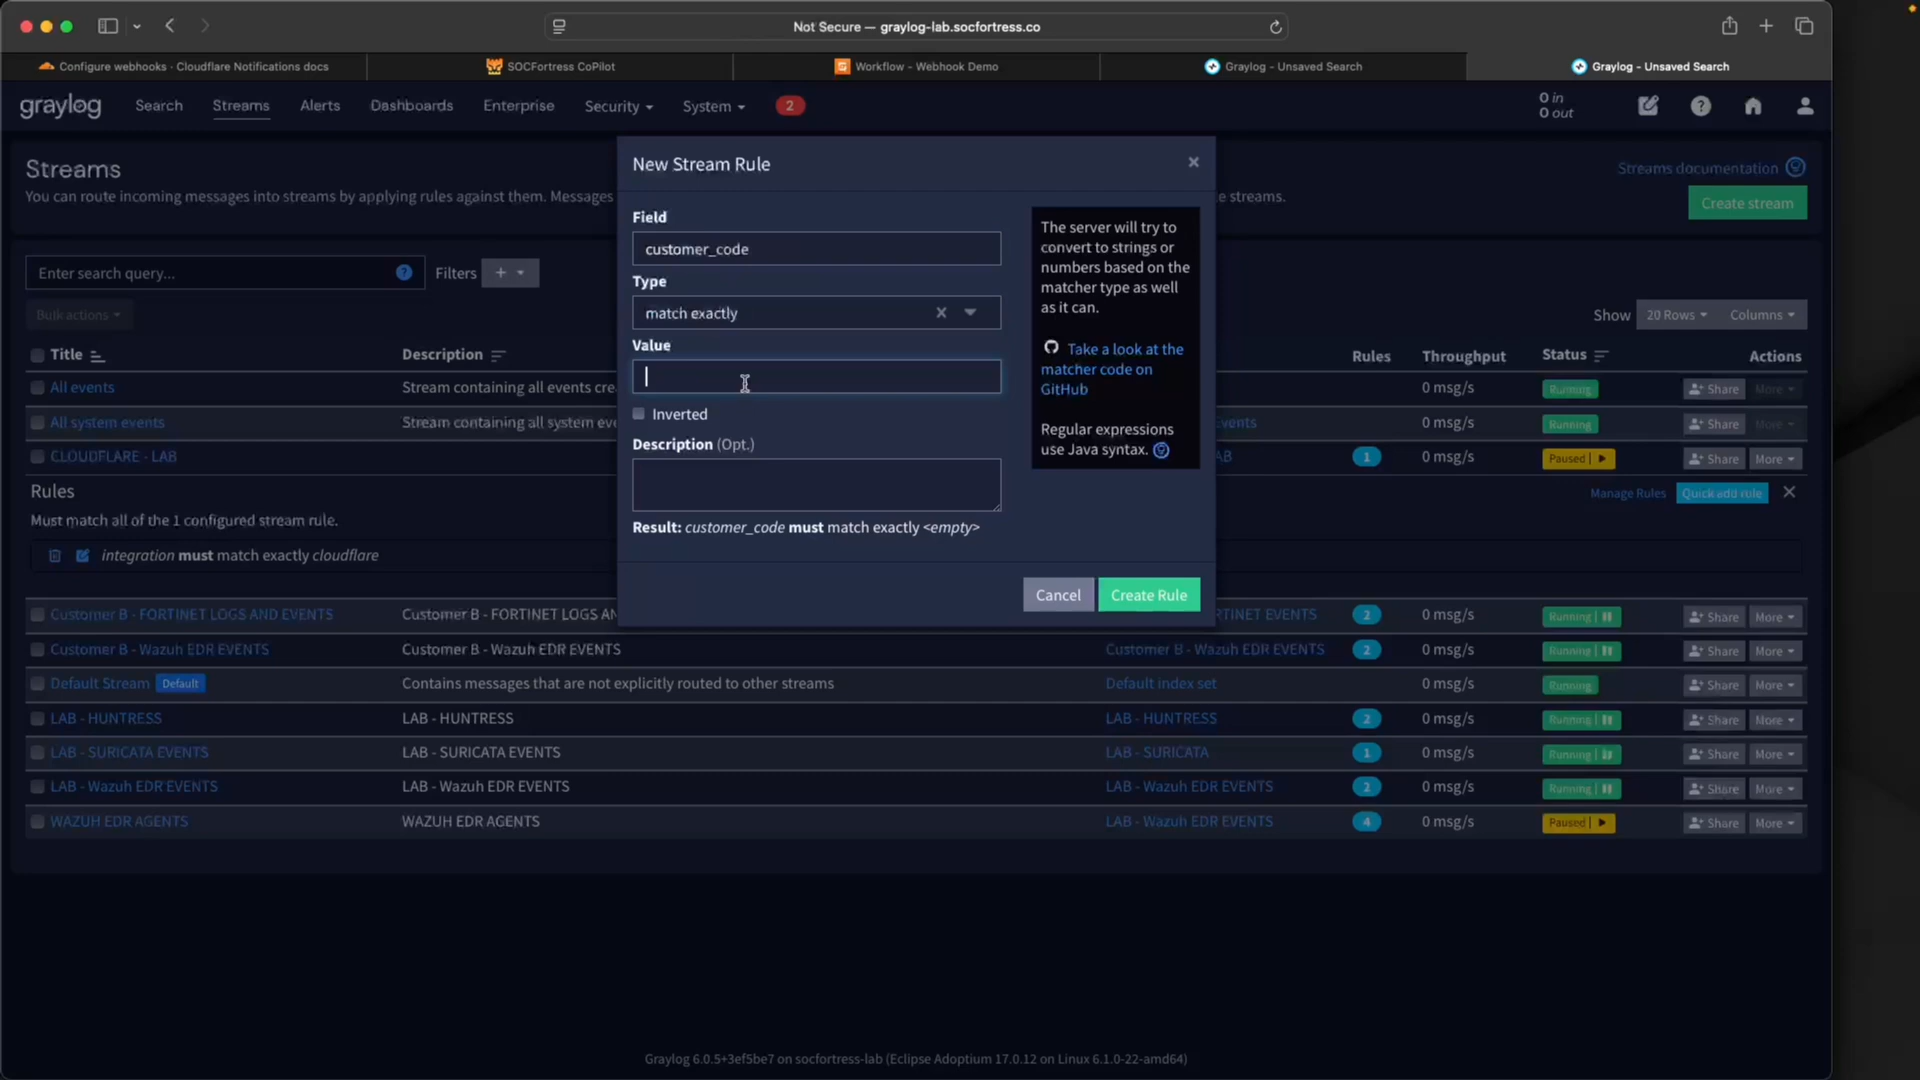 Not Secure — graylog-lab.socfortress.co
Configure webhooks · Cloudflare Notifications docs
SOCFortress CoPilot
Workflow - Webhook Demo
Graylog - Unsaved Search
Graylog - Unsaved Search
graylog
Search
Streams
Alerts
Dashboards
Enterprise
Security
System
2
0 in
0 out
Streams
You can route incoming messages into streams by applying rules against them. Messages
e streams.
Streams documentation
Create stream
New Stream Rule
Field
customer_code
Type
match exactly
Value
Inverted
Description (Opt.)
Result: customer_code must match exactly <empty>
Cancel
Create Rule
The server will try to
convert to strings or
numbers based on the
matcher type as well
as it can.
Take a look at the
matcher code on
GitHub
Regular expressions
use Java syntax.
Enter search query...
Filters
Bulk actions
Show 20 Rows Columns
Title Description Rules Throughput Status Actions
All events Stream containing all events cre 0 msg/s Running Share More
All system events Stream containing all system eve Events 0 msg/s Running Share More
CLOUDFLARE - LAB AB 1 0 msg/s Paused Share More
Rules
Manage Rules Quick add rule
Must match all of the 1 configured stream rule.
integration must match exactly cloudflare
Customer B - FORTINET LOGS AND EVENTS Customer B - FORTINET LOGS AN RTINET EVENTS 2 0 msg/s Running Share More
Customer B - Wazuh EDR EVENTS Customer B - Wazuh EDR EVENTS Customer B - Wazuh EDR EVENTS 2 0 msg/s Running Share More
Default Stream Default Contains messages that are not explicitly routed to other streams Default index set 0 msg/s Running Share More
LAB - HUNTRESS LAB - HUNTRESS LAB - HUNTRESS 2 0 msg/s Running Share More
LAB - SURICATA EVENTS LAB - SURICATA EVENTS LAB - SURICATA 1 0 msg/s Running Share More
LAB - Wazuh EDR EVENTS LAB - Wazuh EDR EVENTS LAB - Wazuh EDR EVENTS 2 0 msg/s Running Share More
WAZUH EDR AGENTS WAZUH EDR AGENTS LAB - Wazuh EDR EVENTS 4 0 msg/s Paused Share More
Graylog 6.0.5+3ef5be7 on socfortress-lab (Eclipse Adoptium 17.0.12 on Linux 6.1.0-22-amd64)